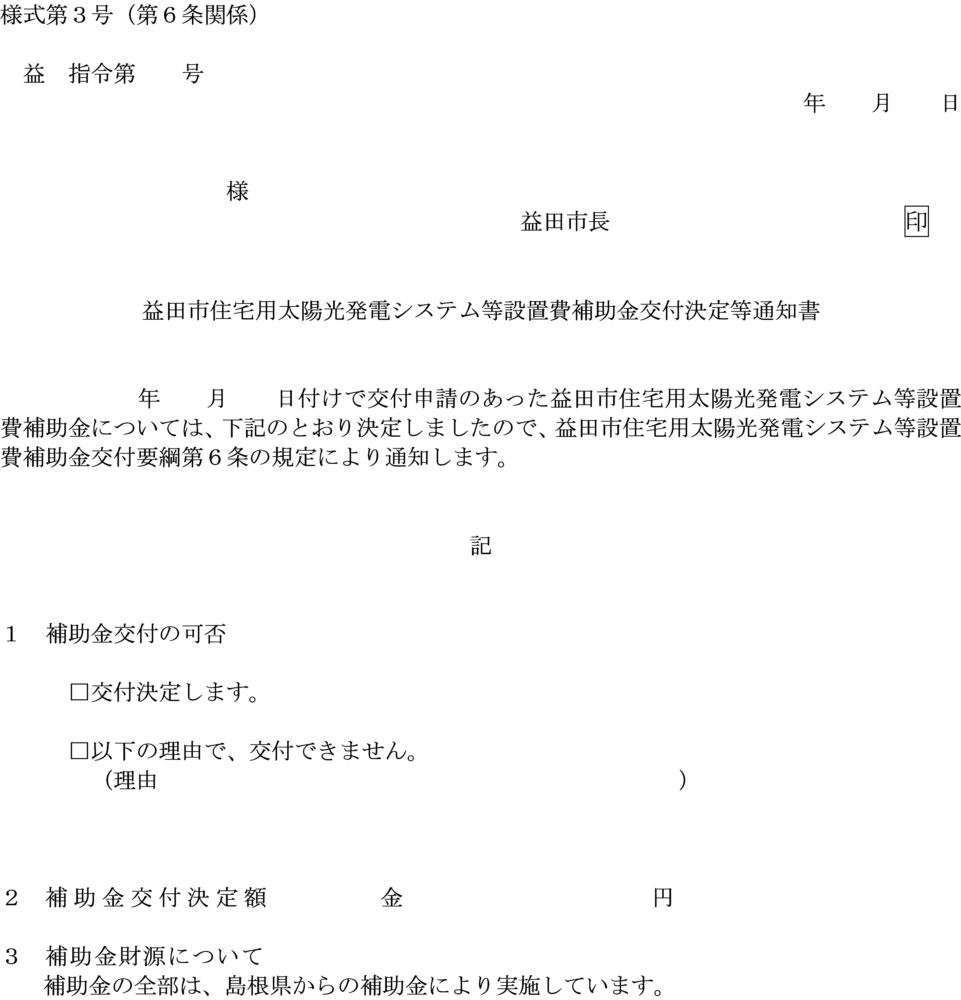 様式第３号（第６条関係）
益　指令第　　号
年　　月　　日
様
益田市長　　　　　　　　　　　　　印
益田市住宅用太陽光発電システム等設置費補助金交付決定等通知書
年　　月　　日付けで交付申請のあった益田市住宅用太陽光発電システム等設置
費補助金については、下記のとおり決定しましたので、益田市住宅用太陽光発電システム等設置
費補助金交付要綱第６条の規定により通知します。
記
１　補助金交付の可否
□交付決定します。
□以下の理由で、交付できません。
（理由　　　　　　　　　　　　　　　　　　　　　　　）
２　補助金交付決定額　　　　　金　　　　　　　　　　　円
３　補助金財源について
補助金の全部は、島根県からの補助金により実施しています。